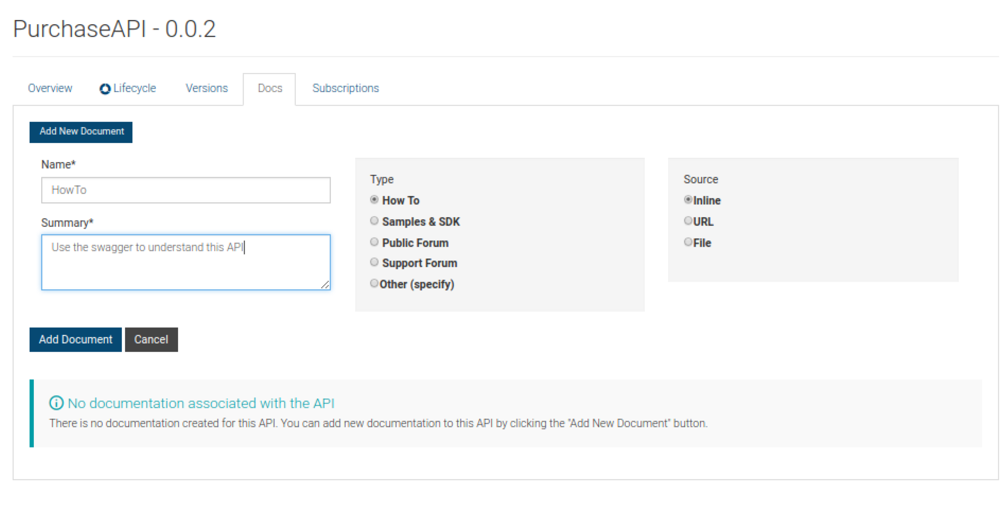 PurchaseAPI - 0.0.2
Overview Lifecycle Versions Docs Subscriptions
Add New Document
Name*
HowTo
Summary*
Use the swagger to understand this API
Type
How To
Samples & SDK
Public Forum
Support Forum
Other (specify)
Source
Inline
URL
File
Add Document Cancel
No documentation associated with the API
There is no documentation created for this API. You can add new documentation to this API by clicking the "Add New Document" button.